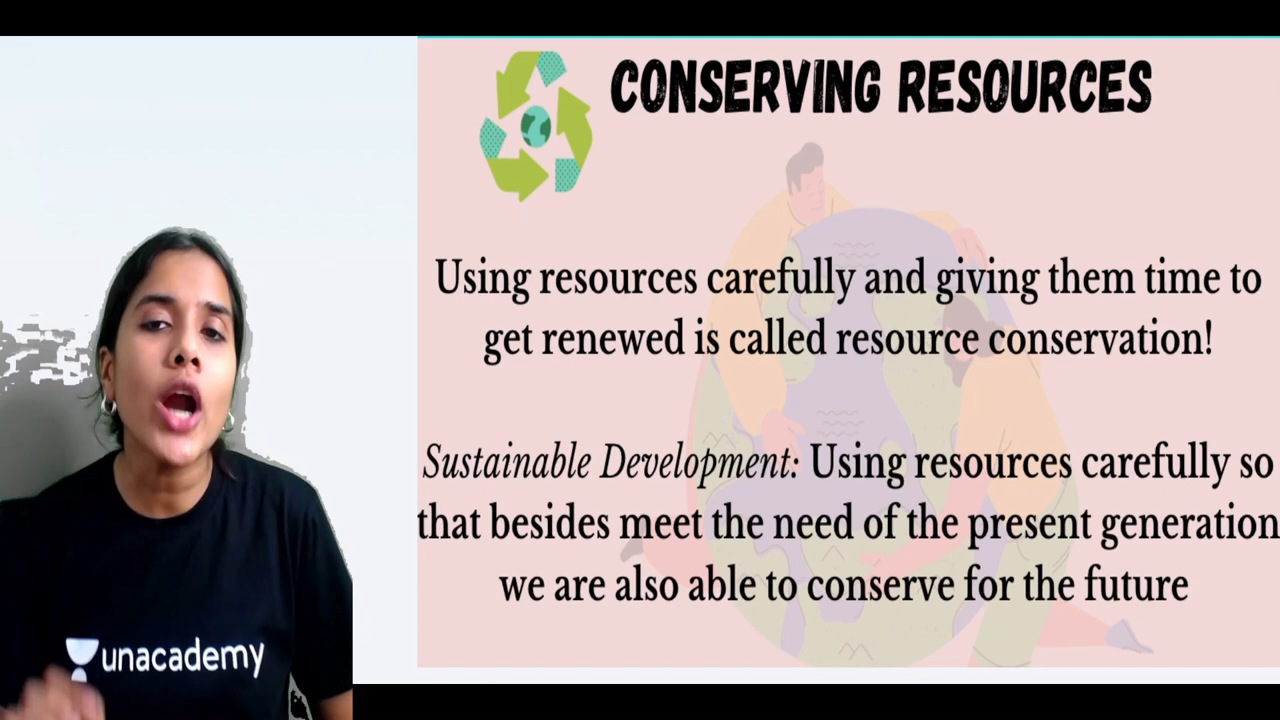 CONSERVING RESOURCES
Using resources carefully and giving them time to
get renewed is called resource conservation!
Sustainable Development: Using resources carefully so
that besides meet the need of the present generation
we are also able to conserve for the future
unacademy